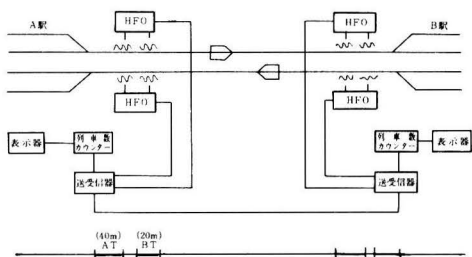 A駅
HFO
HFO
B駅
HFO
HFO
表示器
列車数
カウンター
列車数
カウンター
表示器
送受信器
送受信器
(40m)
AT
(20m)
BT